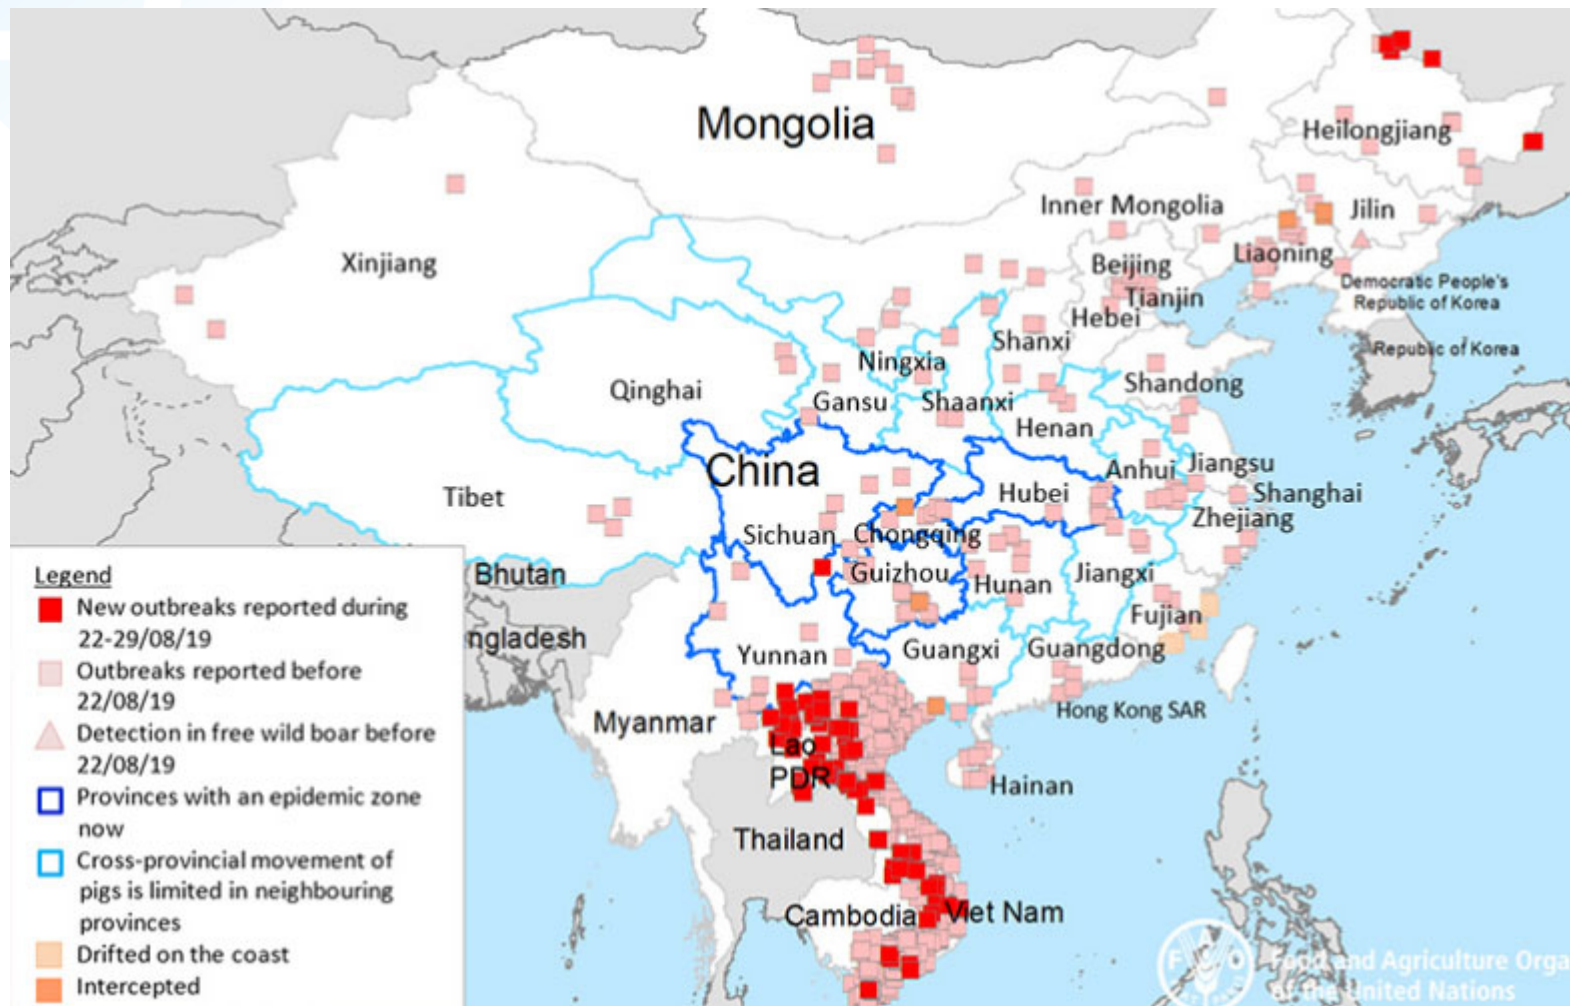 Mongolia
Heilongjiang
Inner Mongolia
Jilin
Xinjiang
Beijing
Liaoning
Tianjin
Democratic People's
Republic of Korea
Hebei
Shanxi
Republic of Korea
Ningxia
Qinghai
Gansu
Shaanxi
Shandong
Henan
China
Anhui
Jiangsu
Tibet
Hubei
Shanghai
Zhejiang
Sichuan
Chongqing
Bhutan
Guizhou
Hunan
Jiangxi
Fujian
ngladesh
Yunnan
Guangxi
Guangdong
Myanmar
Hong Kong SAR
Lao
PDR
Hainan
Thailand
Cambodia
Viet Nam
Legend
New outbreaks reported during
22-29/08/19
Outbreaks reported before
22/08/19
Detection in free wild boar before
22/08/19
Provinces with an epidemic zone
now
Cross-provincial movement of
pigs is limited in neighbouring
provinces
Drifted on the coast
Intercepted
Food and Agriculture Orga
of the United Nations